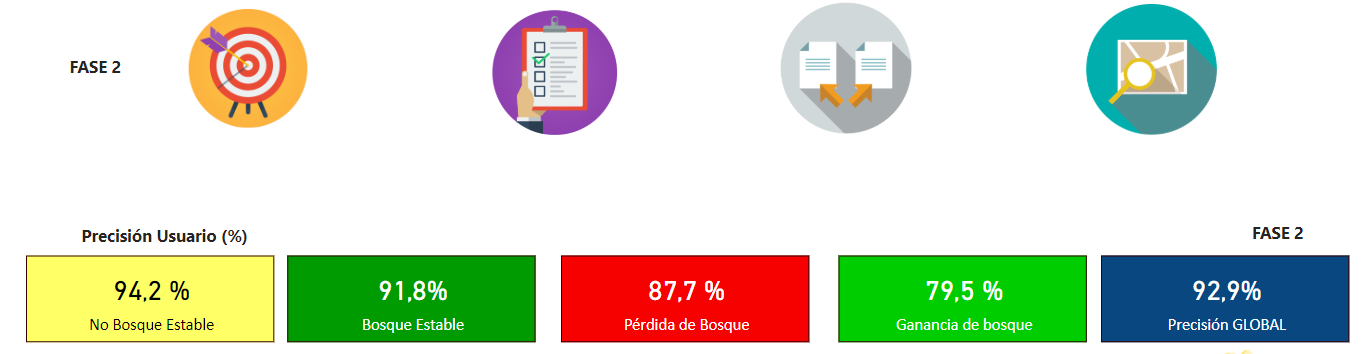 FASE 2
Precisión Usuario (%)
FASE 2
94,2 %
No Bosque Estable
91,8%
Bosque Estable
87,7 %
Pérdida de Bosque
79,5 %
Ganancia de bosque
92,9%
Precisión GLOBAL